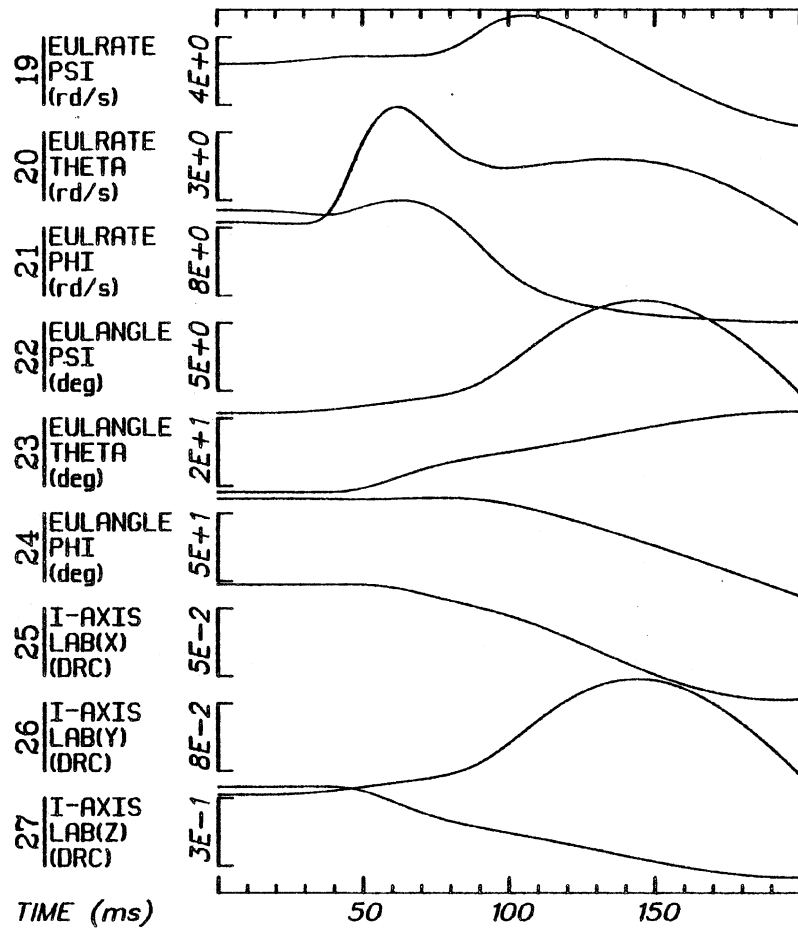 19 EULRATE
PSI
(rd/s)
4E+0
20 EULRATE
THETA
(rd/s)
3E+0
21 EULRATE
PHI
(rd/s)
8E+0
22 EULANGLE
PSI
(deg)
5E+0
23 EULANGLE
THETA
(deg)
2E+1
24 EULANGLE
PHI
(deg)
5E+1
25 I-AXIS
LAB(X)
(DRC)
5E-2
26 I-AXIS
LAB(Y)
(DRC)
8E-2
27 I-AXIS
LAB(Z)
(DRC)
3E-1
TIME (ms) 50 100 150